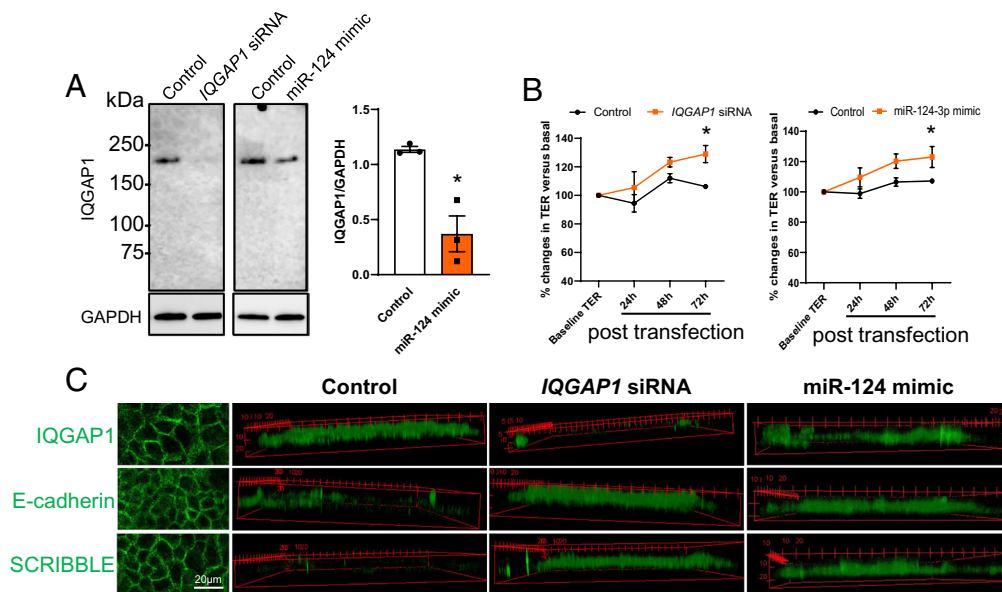 A
Control
IQGAP1 siRNA
Control
miR-124 mimic
kDa
250
150
100
75
IQGAP1
GAPDH
IQGAP1/GAPDH
1.5
1.0
0.5
0.0
*
Control
miR-124 mimic
B
Control IQGAP1 siRNA
% changes in TER versus basal
140
120
100
80
60
40
*
Baseline TER
24h
48h
72h
post transfection
Control miR-124-3p mimic
% changes in TER versus basal
140
120
100
80
60
40
*
Baseline TER
24h
48h
72h
post transfection
C
Control IQGAP1 siRNA miR-124 mimic
IQGAP1
E-cadherin
SCRIBBLE
20µm